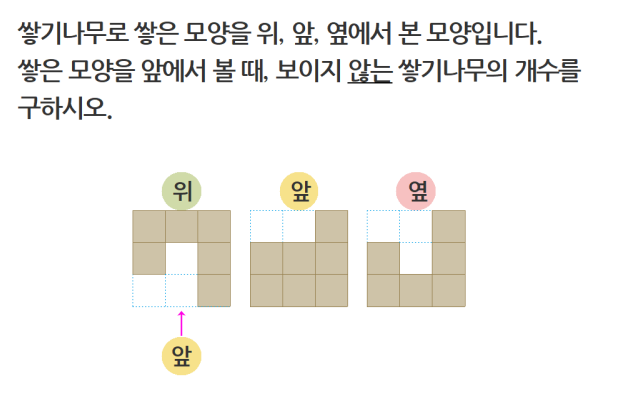 쌓기나무로 쌓은 모양을 위, 앞, 옆에서 본 모양입니다.
쌓은 모양을 앞에서 볼 때, 보이지 않는 쌓기나무의 개수를
구하시오.
위 앞 옆
앞